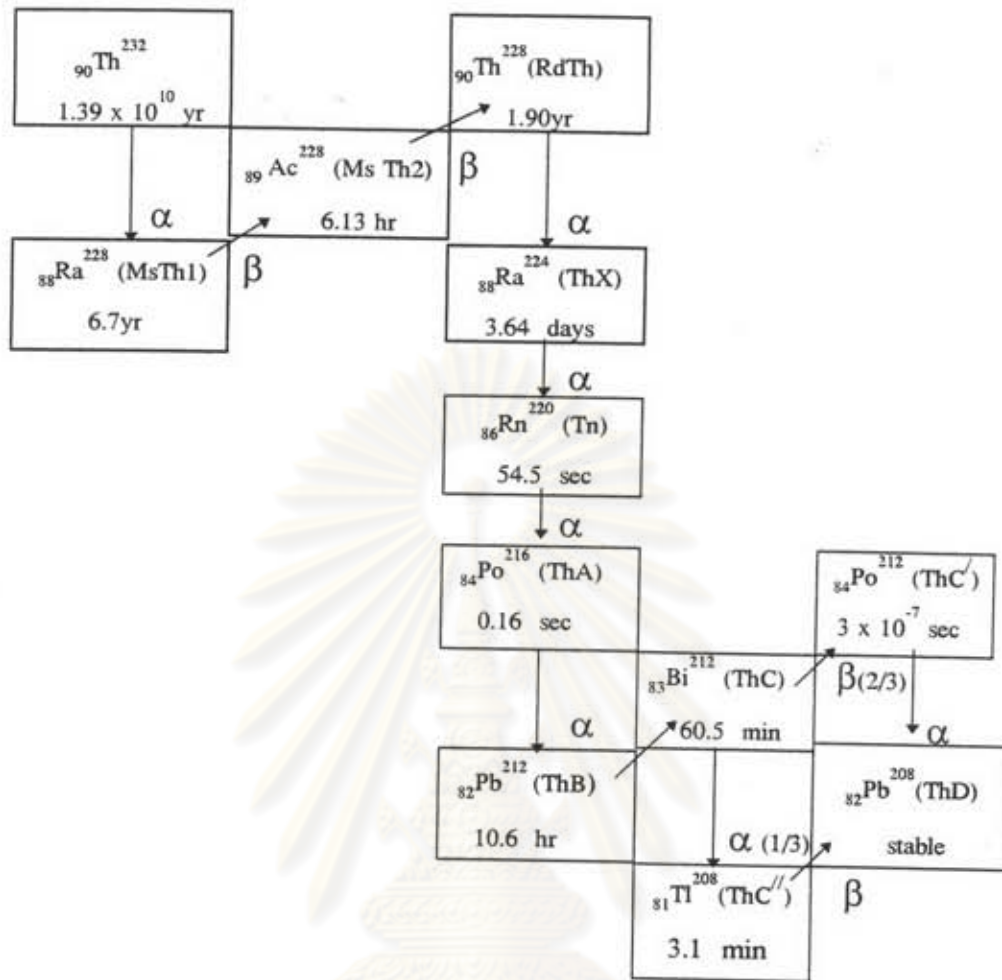 ₉₀Th²³²
1.39 x 10¹⁰ yr
₉₀Th²²⁸ (RdTh)
1.90yr
₈₉Ac²²⁸ (Ms Th2)
6.13 hr
β
α
α
₈₈Ra²²⁸ (MsTh1)
6.7yr
β
₈₈Ra²²⁴ (ThX)
3.64 days
α
₈₆Rn²²⁰ (Tn)
54.5 sec
α
₈₄Po²¹⁶ (ThA)
0.16 sec
₈₄Po²¹² (ThC/)
3 x 10⁻⁷ sec
₈₃Bi²¹² (ThC)
60.5 min
β(2/3)
α
α
₈₂Pb²¹² (ThB)
10.6 hr
α (1/3)
₈₂Pb²⁰⁸ (ThD)
stable
₈₁Tl²⁰⁸ (ThC//)
3.1 min
β